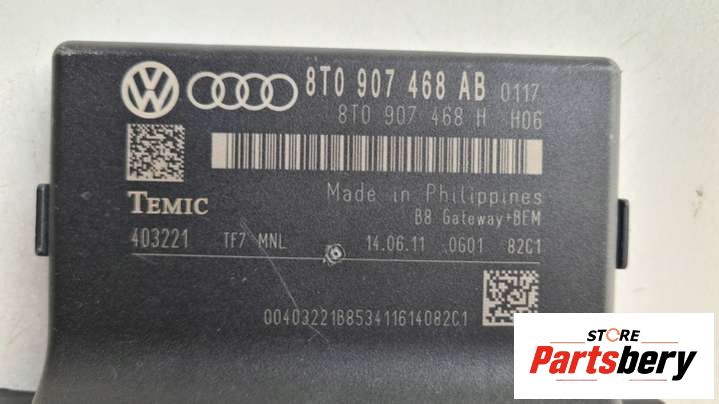 8T0 907 468 AB 0117
8T0 907 468 H H06
TEMIC
Made in Philippines
B8 Gateway+BEM
403221 TF7 MNL 14.06.11 0601 82C1
00403221B853411614082C1
STORE
Partsbery